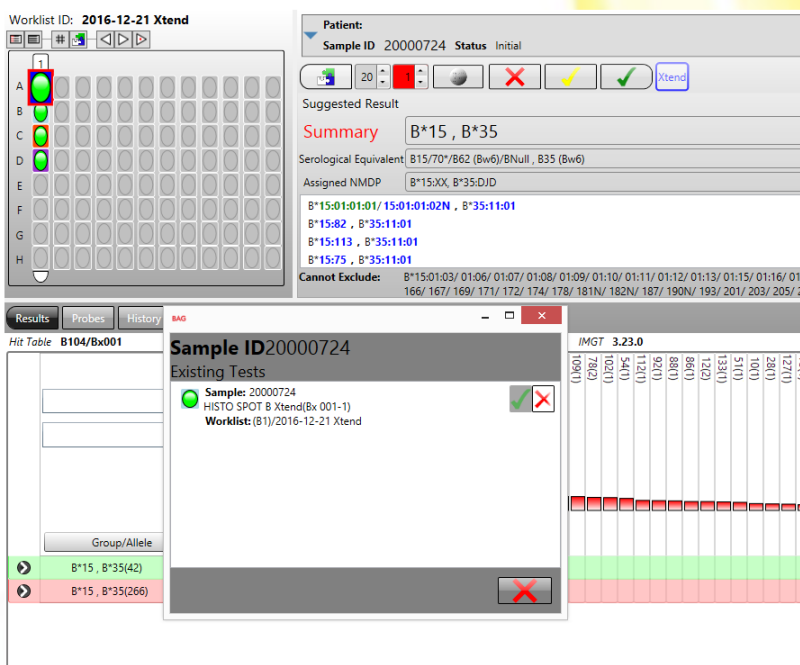 Worklist ID: 2016-12-21 Xtend
#
1
A
B
C
D
E
F
G
H
Patient:
Sample ID 20000724 Status Initial
20
1
Xtend
Suggested Result
Summary B*15 , B*35
Serological Equivalent B15/70*/B62 (Bw6)/BNull , B35 (Bw6)
Assigned NMDP B*15:XX, B*35:DJD
B*15:01:01:01/ 15:01:01:02N , B*35:11:01
B*15:82 , B*35:11:01
B*15:113 , B*35:11:01
B*15:75 , B*35:11:01
Cannot Exclude: B*15:01:03/ 01:06/ 01:07/ 01:08/ 01:09/ 01:10/ 01:11/ 01:12/ 01:13/ 01:15/ 01:16/ 01
166/ 167/ 169/ 171/ 172/ 174/ 178/ 181N/ 182N/ 187/ 190N/ 193/ 201/ 203/ 205/ 2
Results Probes History
Hit Table B104/Bx001
IMGT 3.23.0
109(1) 78(2) 102(1) 54(1) 112(1) 92(1) 88(1) 86(1) 12(2) 133(1) 51(1) 10(1) 28(1) 127(1)
BAG
Sample ID20000724
Existing Tests
Sample: 20000724
HISTO SPOT B Xtend(Bx 001-1)
Worklist: (B1)/2016-12-21 Xtend
Group/Allele
B*15 , B*35(42)
B*15 , B*35(266)